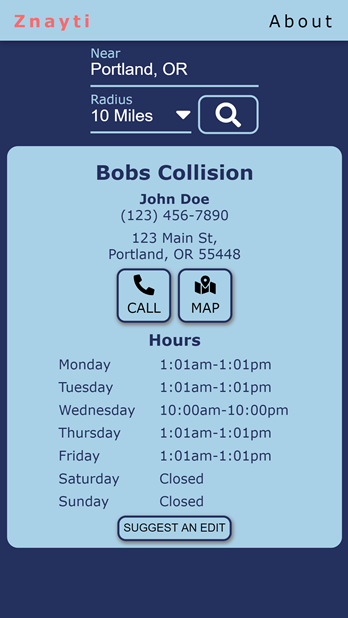 Znayti
About
Near
Portland, OR
Radius
10 Miles
Bobs Collision
John Doe
(123) 456-7890
123 Main St,
Portland, OR 55448
CALL
MAP
Hours
Monday 1:01am-1:01pm
Tuesday 1:01am-1:01pm
Wednesday 10:00am-10:00pm
Thursday 1:01am-1:01pm
Friday 1:01am-1:01pm
Saturday Closed
Sunday Closed
SUGGEST AN EDIT